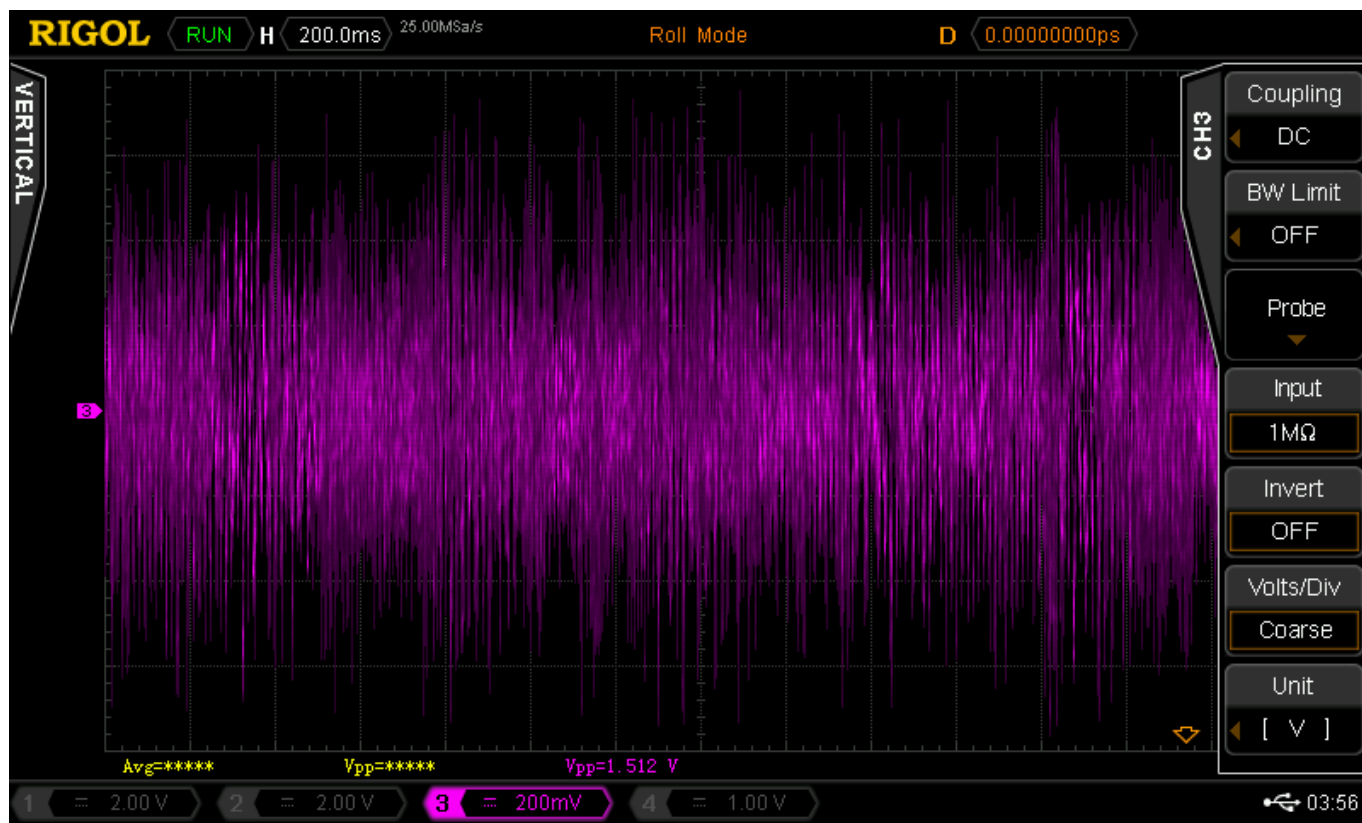 RIGOL RUN H 200.0ms 25.00MSa/s Roll Mode D 0.00000000ps
VERTICAL
CH3
Coupling
DC
BW Limit
OFF
Probe
Input
1MΩ
Invert
OFF
Volts/Div
Coarse
Unit
[ V ]
3
Avg=***** Vpp=***** Vpp=1.512 V
1 = 2.00 V 2 = 2.00 V 3 = 200mV 4 = 1.00 V 03:56